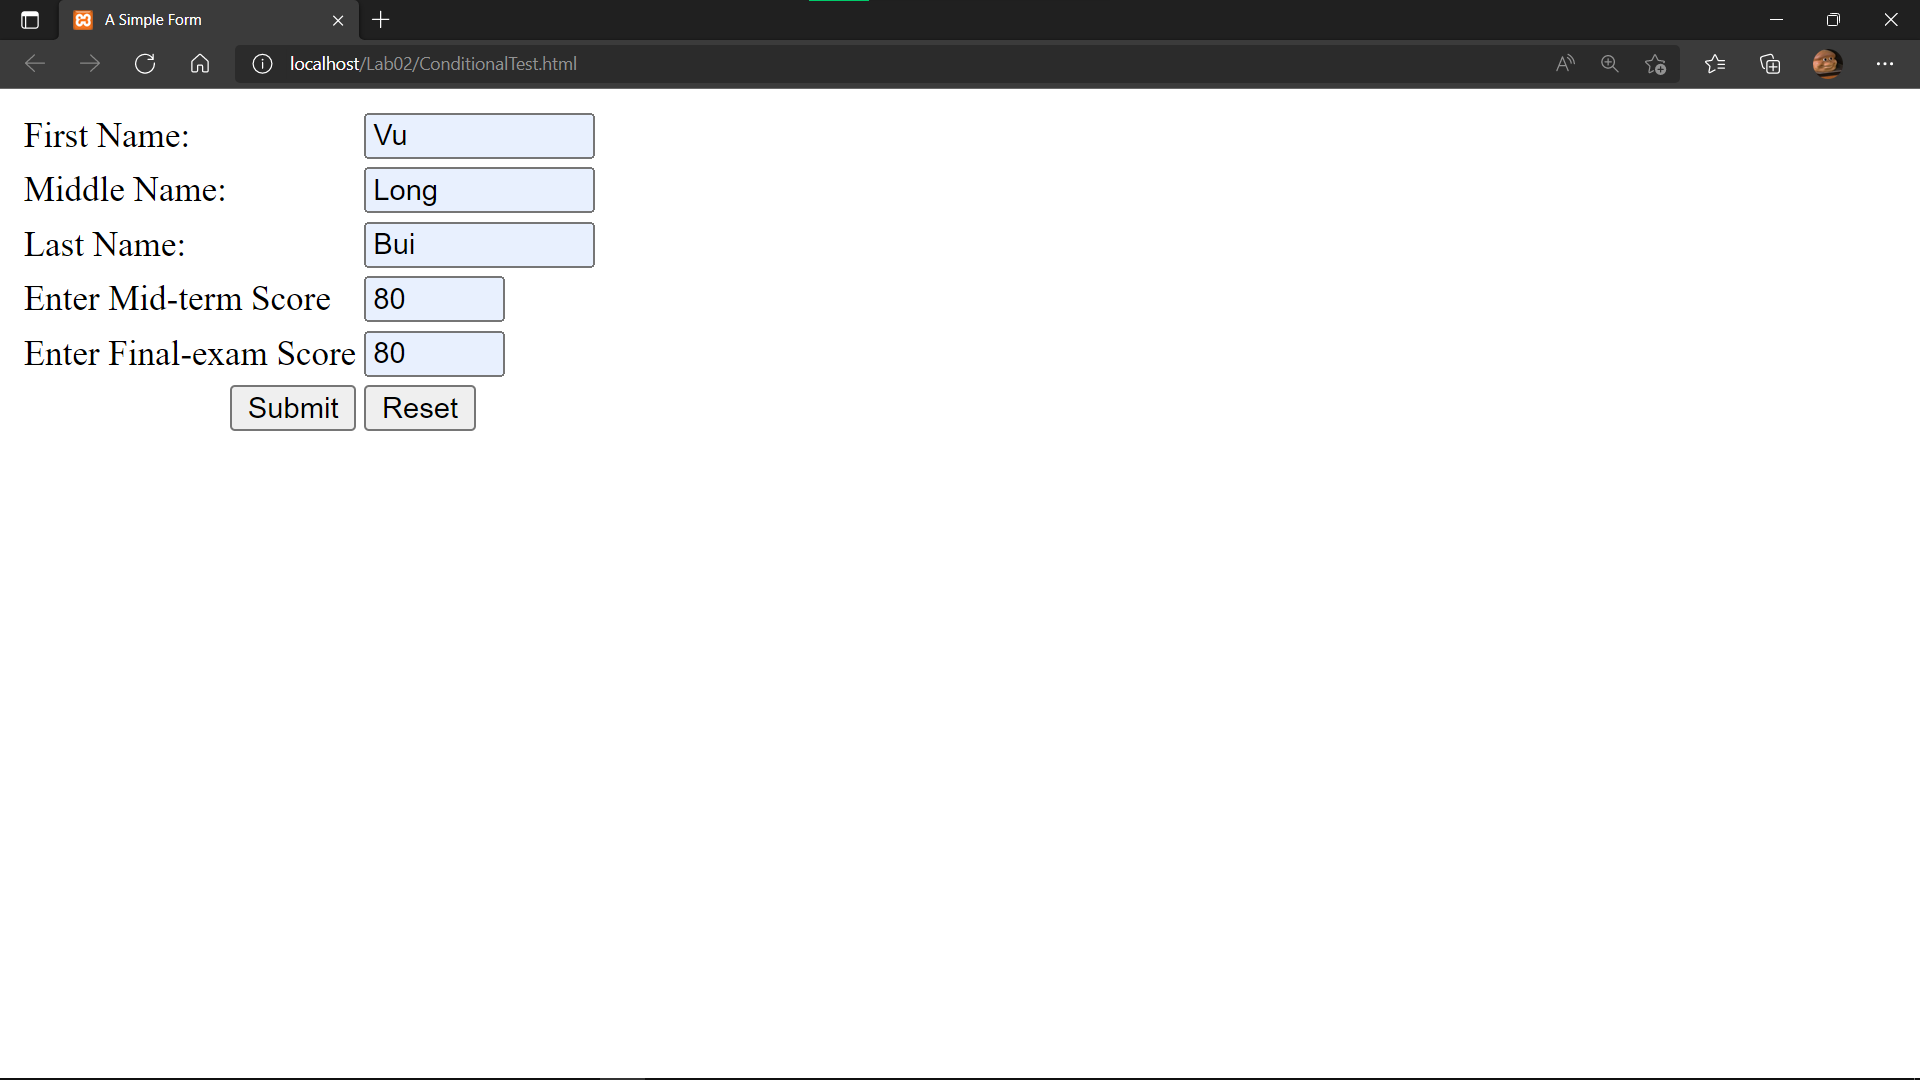 A Simple Form
localhost/Lab02/ConditionalTest.html
First Name: Vu
Middle Name: Long
Last Name: Bui
Enter Mid-term Score 80
Enter Final-exam Score 80
Submit Reset